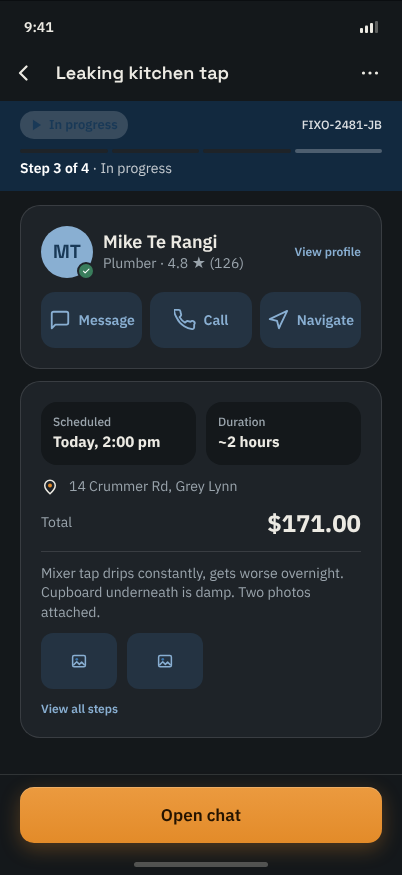 9:41
Leaking kitchen tap
In progress
FIXO-2481-JB
Step 3 of 4 · In progress
MT
Mike Te Rangi
Plumber · 4.8 ★ (126)
View profile
Message
Call
Navigate
Scheduled
Today, 2:00 pm
Duration
~2 hours
14 Crummer Rd, Grey Lynn
Total
$171.00
Mixer tap drips constantly, gets worse overnight.
Cupboard underneath is damp. Two photos
attached.
View all steps
Open chat